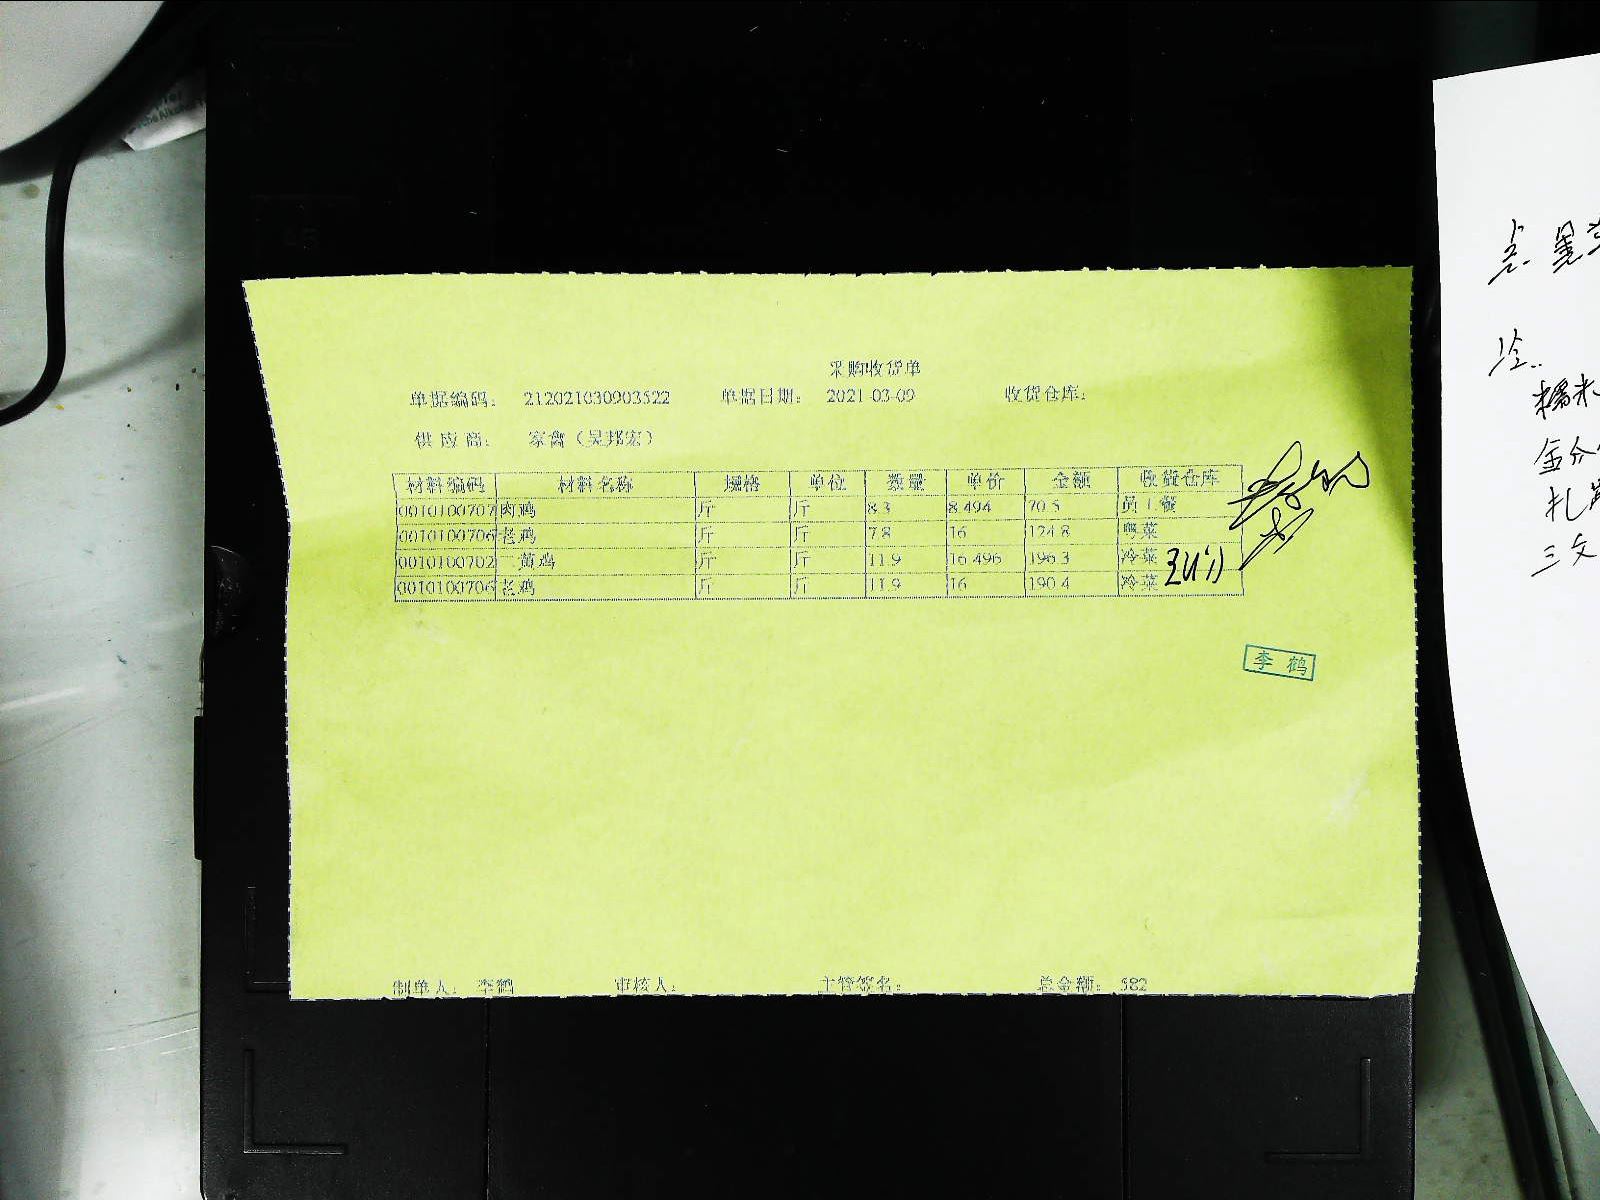 采购收货单
单据编码： 212021030903522 单据日期： 2021-03-09 收货仓库：
供应商： 家禽（吴邦宏）
材料编码 材料名称 规格 单位 数量 单价 金额 收货仓库
0010100707 肉鸡 斤 斤 8.3 8.494 70.5 员工餐
0010100706 老鸡 斤 斤 7.8 16 124.8 粤菜
0010100702 二黄鸡 斤 斤 11.9 16.496 196.3 冷菜
0010100706 老鸡 斤 斤 11.9 16 190.4 冷菜
李鹤
制单人： 李鹤 审核人： 主管签名： 总金额： 582
糯米
三文